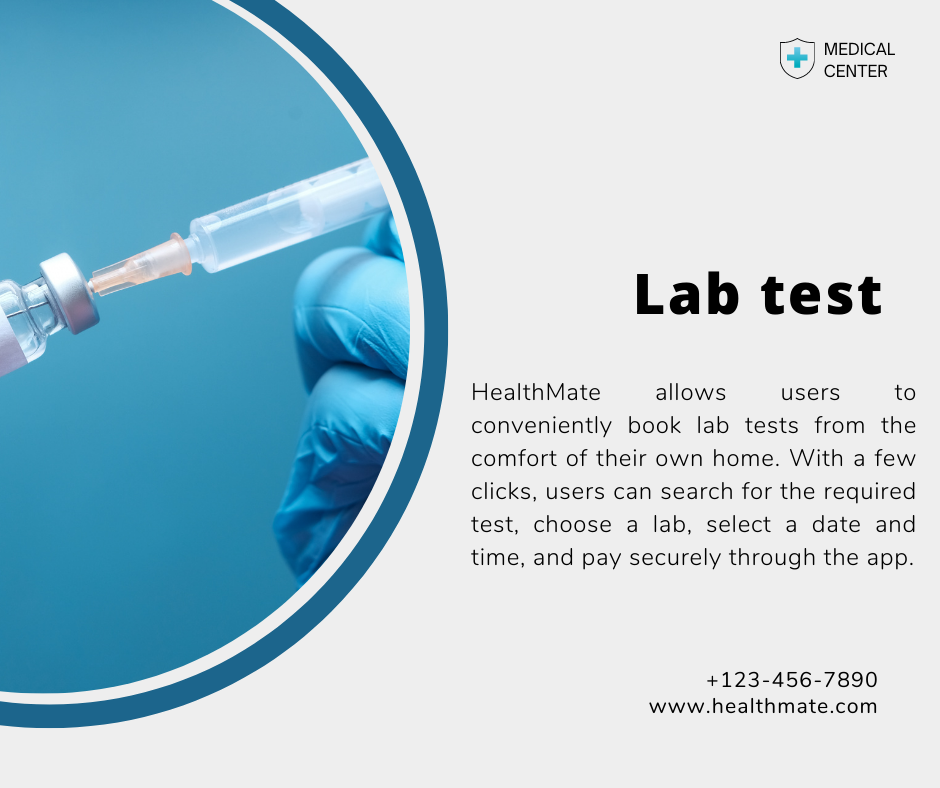 MEDICAL
CENTER
Lab test
HealthMate allows users to
conveniently book lab tests from the
comfort of their own home. With a few
clicks, users can search for the required
test, choose a lab, select a date and
time, and pay securely through the app.
+123-456-7890
www.healthmate.com